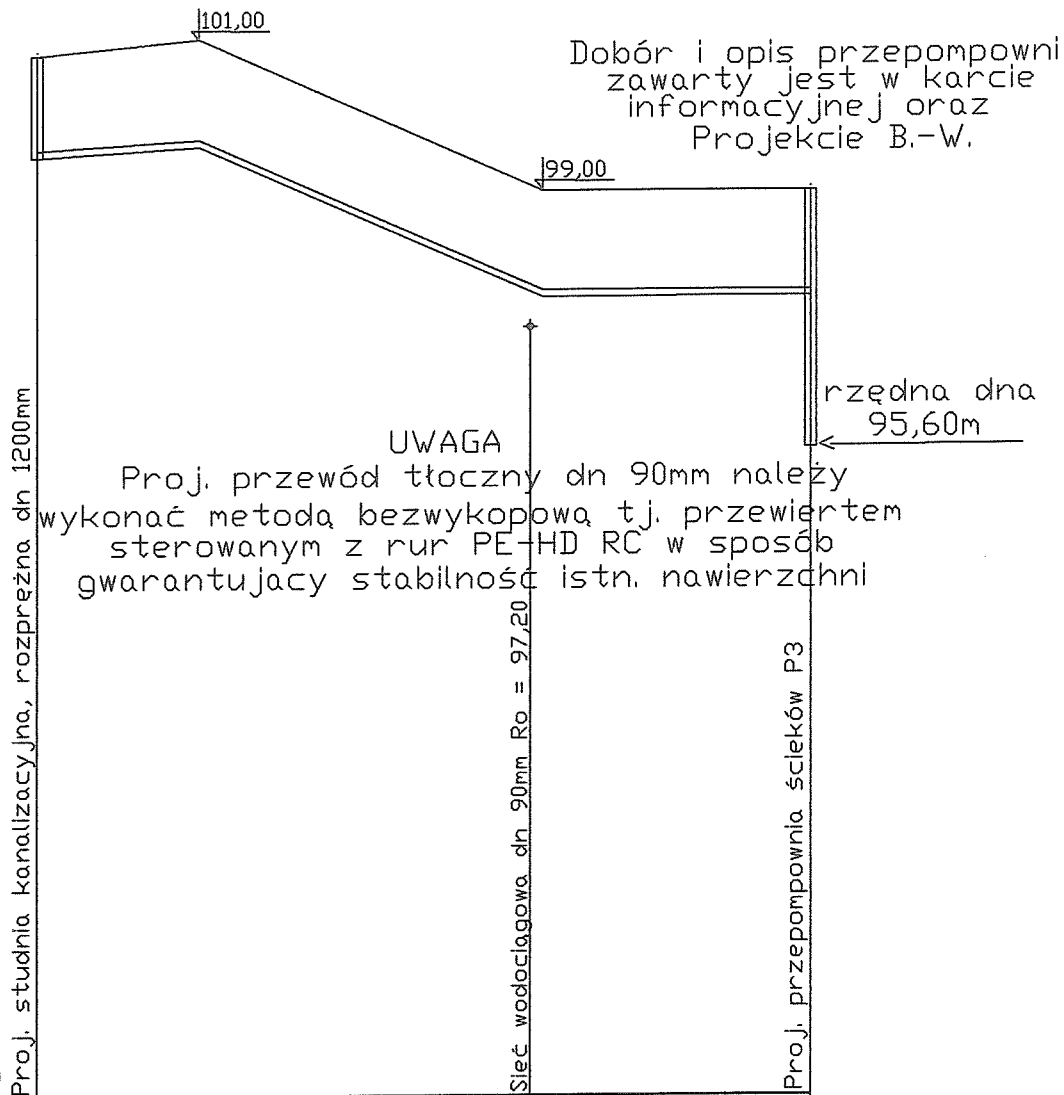 101,00
Dobór i opis przepompowni
zawarty jest w karcie
informacyjnej oraz
Projekcie B.-W.
99,00
rzędna dna
95,60m
UWAGA
Proj. przewód tłoczny dn 90mm należy
wykonać metodą bezwykopową tj. przewiertem
sterowanym z rur PE-HD RC w sposób
gwarantujacy stabilność istn. nawierzchni
Proj. studnia kanalizacyjna, rozprężna dn 1200mm
Sieć wodociągowa dn 90mm Ro = 97,20
Proj. przepompownia ścieków P3